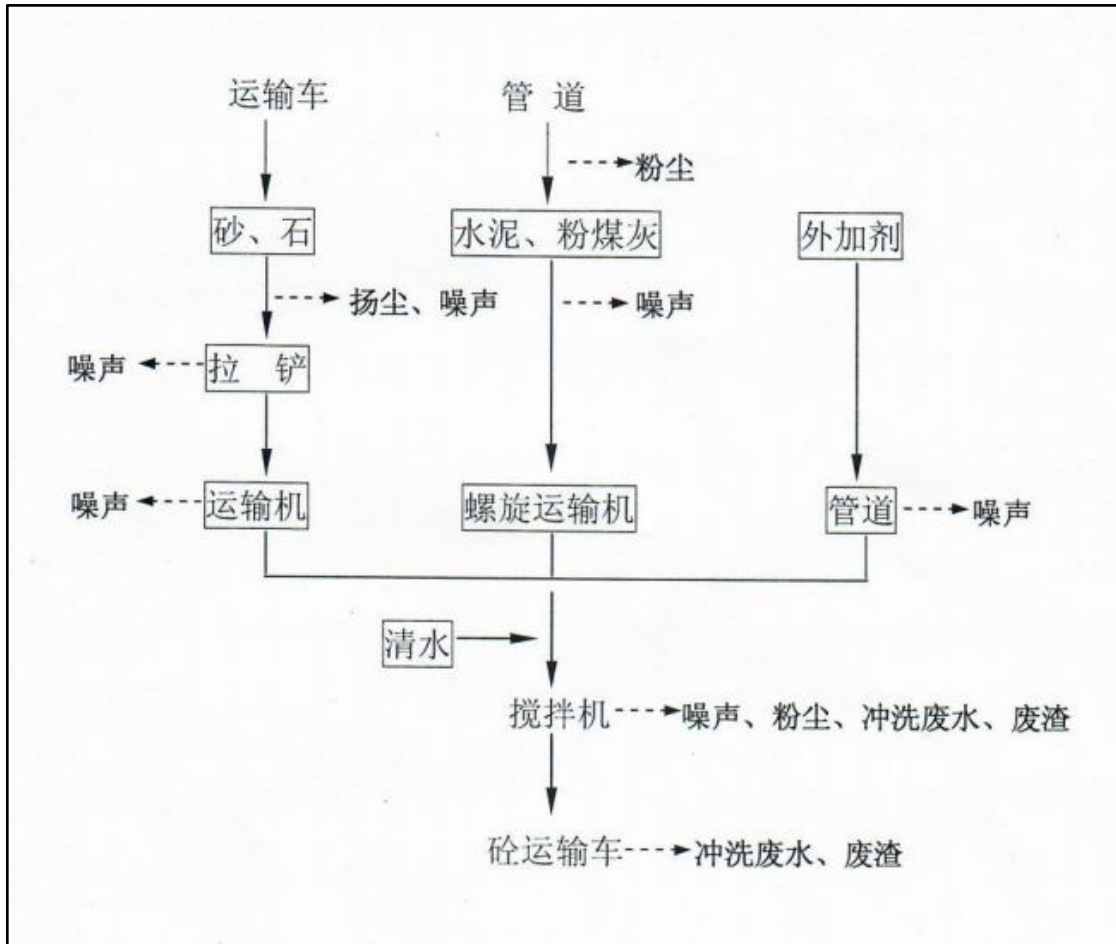 运输车 管 道
粉尘
砂、石 水泥、粉煤灰 外加剂
扬尘、噪声 噪声
噪声 拉 铲
噪声 运输机 螺旋运输机 管道 噪声
清水
搅拌机 噪声、粉尘、冲洗废水、废渣
砼运输车 冲洗废水、废渣